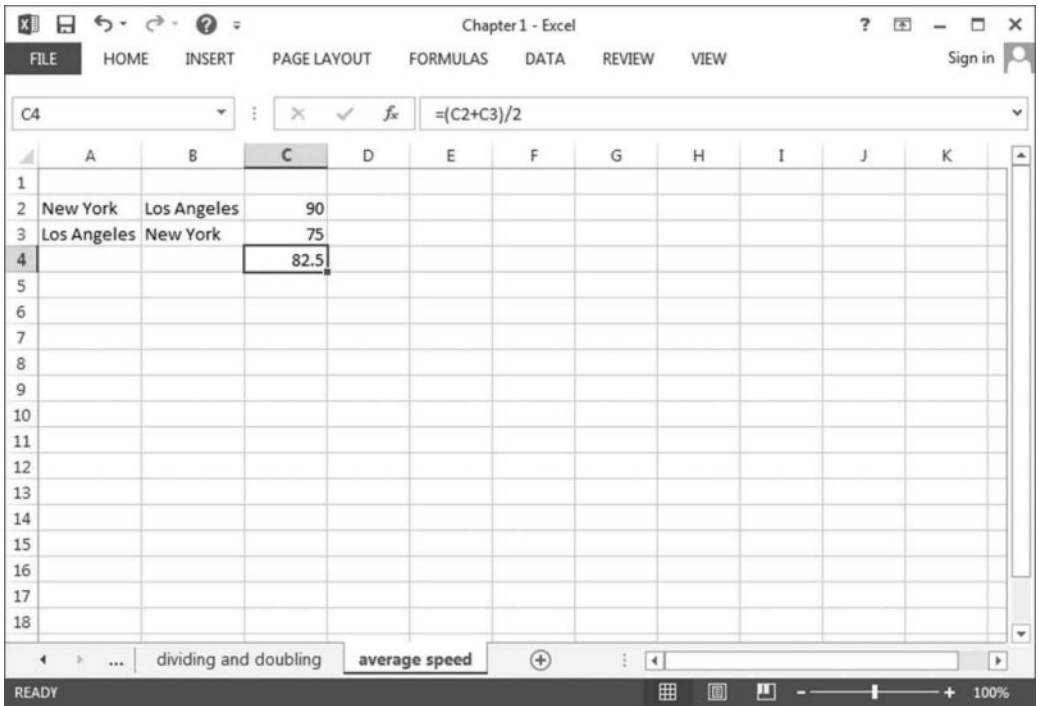 Chapter 1 - Excel
?
FILE HOME INSERT PAGE LAYOUT FORMULAS DATA REVIEW VIEW Sign in
C4 fx =(C2+C3)/2
A B C D E F G H I J K
1
2 New York Los Angeles 90
3 Los Angeles New York 75
4 82.5
5
6
7
8
9
10
11
12
13
14
15
16
17
18
... dividing and doubling average speed
READY 100%